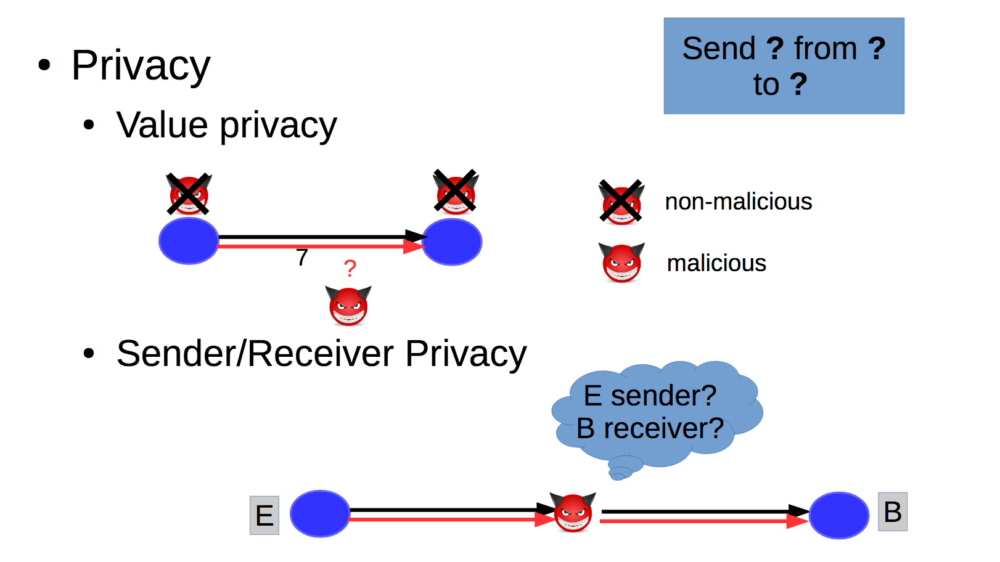 Send ? from ?
to ?
• Privacy
• Value privacy
non-malicious
7
?
malicious
• Sender/Receiver Privacy
E sender?
B receiver?
E
B